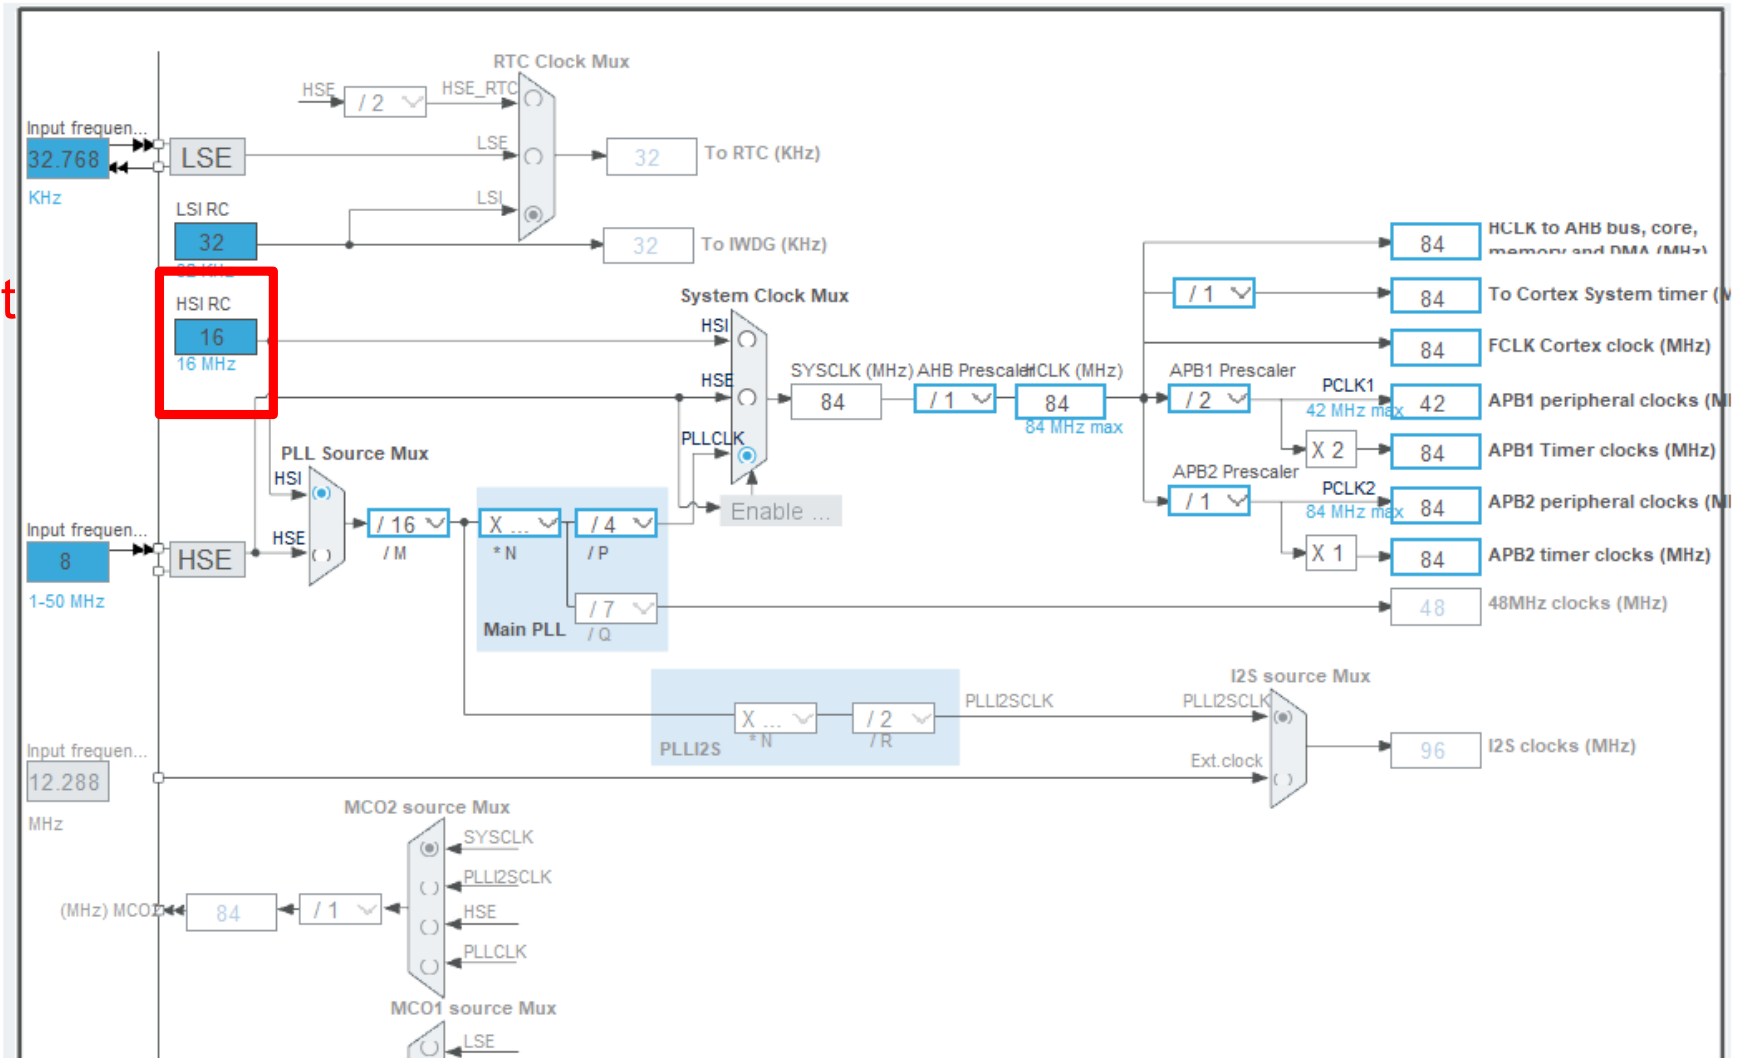 RTC Clock Mux
HSE
/ 2
HSE_RTC
Input frequen...
32.768
KHz
LSE
LSE
32
To RTC (KHz)
LSI RC
32
LSI
32
To IWDG (KHz)
t
HSI RC
16
16 MHz
System Clock Mux
HSI
HSE
PLLCLK
SYSCLK (MHz)
84
AHB Prescaler
/ 1
HCLK (MHz)
84
84 MHz max
84
HCLK to AHB bus, core,
memory and DMA (MHz)
/ 1
84
To Cortex System timer (
84
FCLK Cortex clock (MHz)
APB1 Prescaler
/ 2
PCLK1
42 MHz max
42
APB1 peripheral clocks (
X 2
84
APB1 Timer clocks (MHz)
APB2 Prescaler
/ 1
PCLK2
84 MHz max
84
APB2 peripheral clocks (
X 1
84
APB2 timer clocks (MHz)
48
48MHz clocks (MHz)
PLL Source Mux
HSI
HSE
Input frequen...
8
1-50 MHz
HSE
/ 16
/ M
X ...
* N
/ 4
/ P
Enable ...
/ 7
/ Q
Main PLL
X ...
* N
/ 2
/ R
PLLI2S
PLLI2SCLK
I2S source Mux
PLLI2SCLK
Ext.clock
96
I2S clocks (MHz)
Input frequen...
12.288
MHz
MCO2 source Mux
SYSCLK
PLLI2SCLK
HSE
PLLCLK
(MHz) MCO2
84
/ 1
MCO1 source Mux
LSE